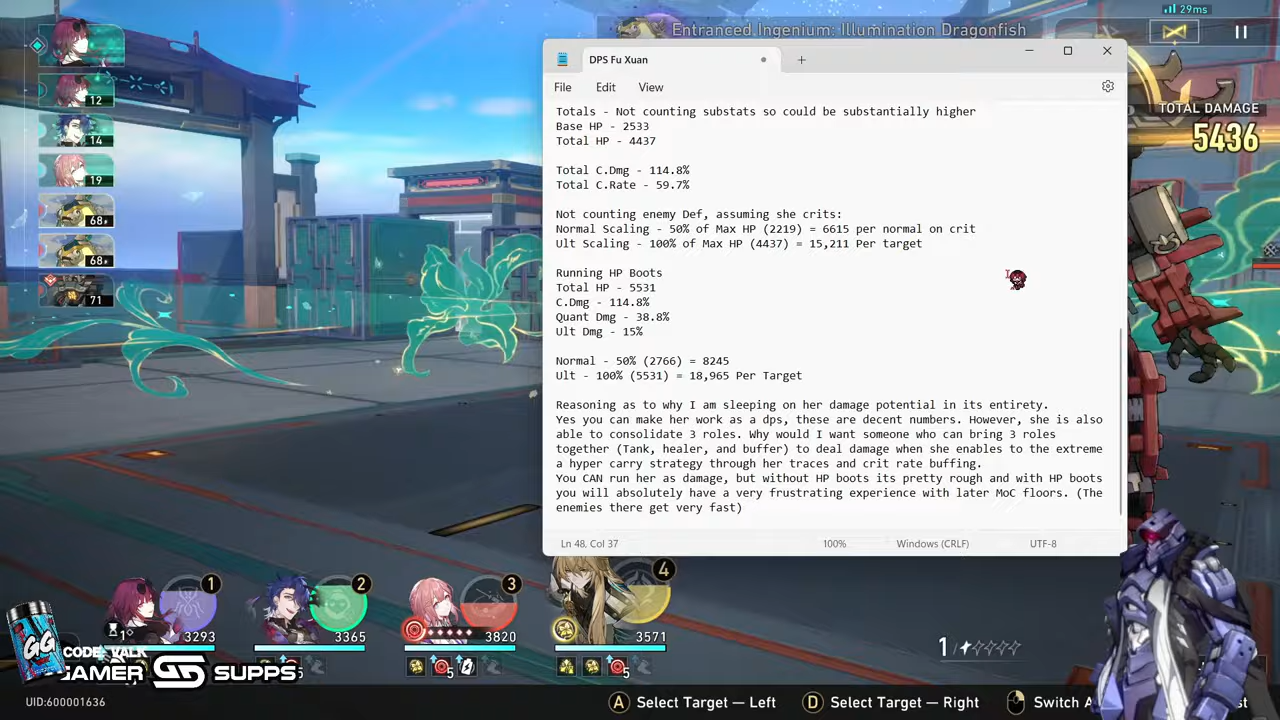 29ms
Entranced Ingenium: Illumination Dragonfish
DPS Fu Xuan
File Edit View
Totals - Not counting substats so could be substantially higher
Base HP - 2533
Total HP - 4437
Total C.Dmg - 114.8%
Total C.Rate - 59.7%
Not counting enemy Def, assuming she crits:
Normal Scaling - 50% of Max HP (2219) = 6615 per normal on crit
Ult Scaling - 100% of Max HP (4437) = 15,211 Per target
Running HP Boots
Total HP - 5531
C.Dmg - 114.8%
Quant Dmg - 38.8%
Ult Dmg - 15%
Normal - 50% (2766) = 8245
Ult - 100% (5531) = 18,965 Per Target
Reasoning as to why I am sleeping on her damage potential in its entirety.
Yes you can make her work as a dps, these are decent numbers. However, she is also
able to consolidate 3 roles. Why would I want someone who can bring 3 roles
together (Tank, healer, and buffer) to deal damage when she enables to the extreme
a hyper carry strategy through her traces and crit rate buffing.
You CAN run her as damage, but without HP boots its pretty rough and with HP boots
you will absolutely have a very frustrating experience with later MoC floors. (The
enemies there get very fast)
Ln 48, Col 37 100% Windows (CRLF) UTF-8
TOTAL DAMAGE
5436
12
14
19
68
68
71
1 2 3 4
3293 3365 3820 3571
1
5 5 5
1
GG
CODE VALK
GAMER GS SUPPS
UID:600001636
A Select Target — Left D Select Target — Right Switch A